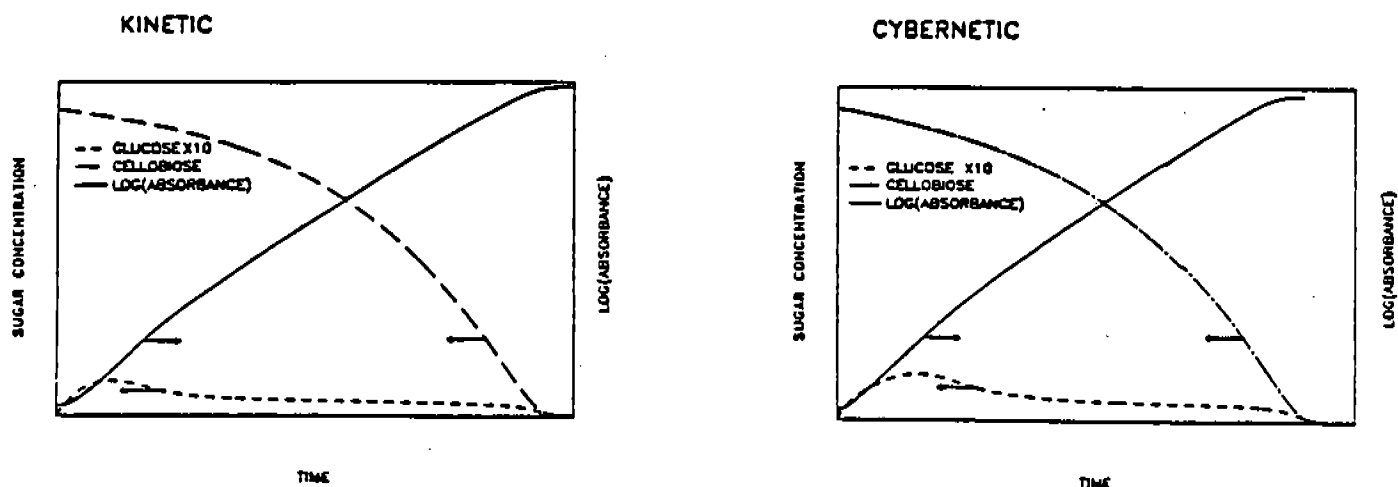 KINETIC
SUGAR CONCENTRATION
GLUCOSE X10
CELLOBIOSE
LOG(ABSORBANCE)
LOG(ABSORBANCE)
TIME
CYBERNETIC
SUGAR CONCENTRATION
GLUCOSE X10
CELLOBIOSE
LOG(ABSORBANCE)
LOG(ABSORBANCE)
TIME